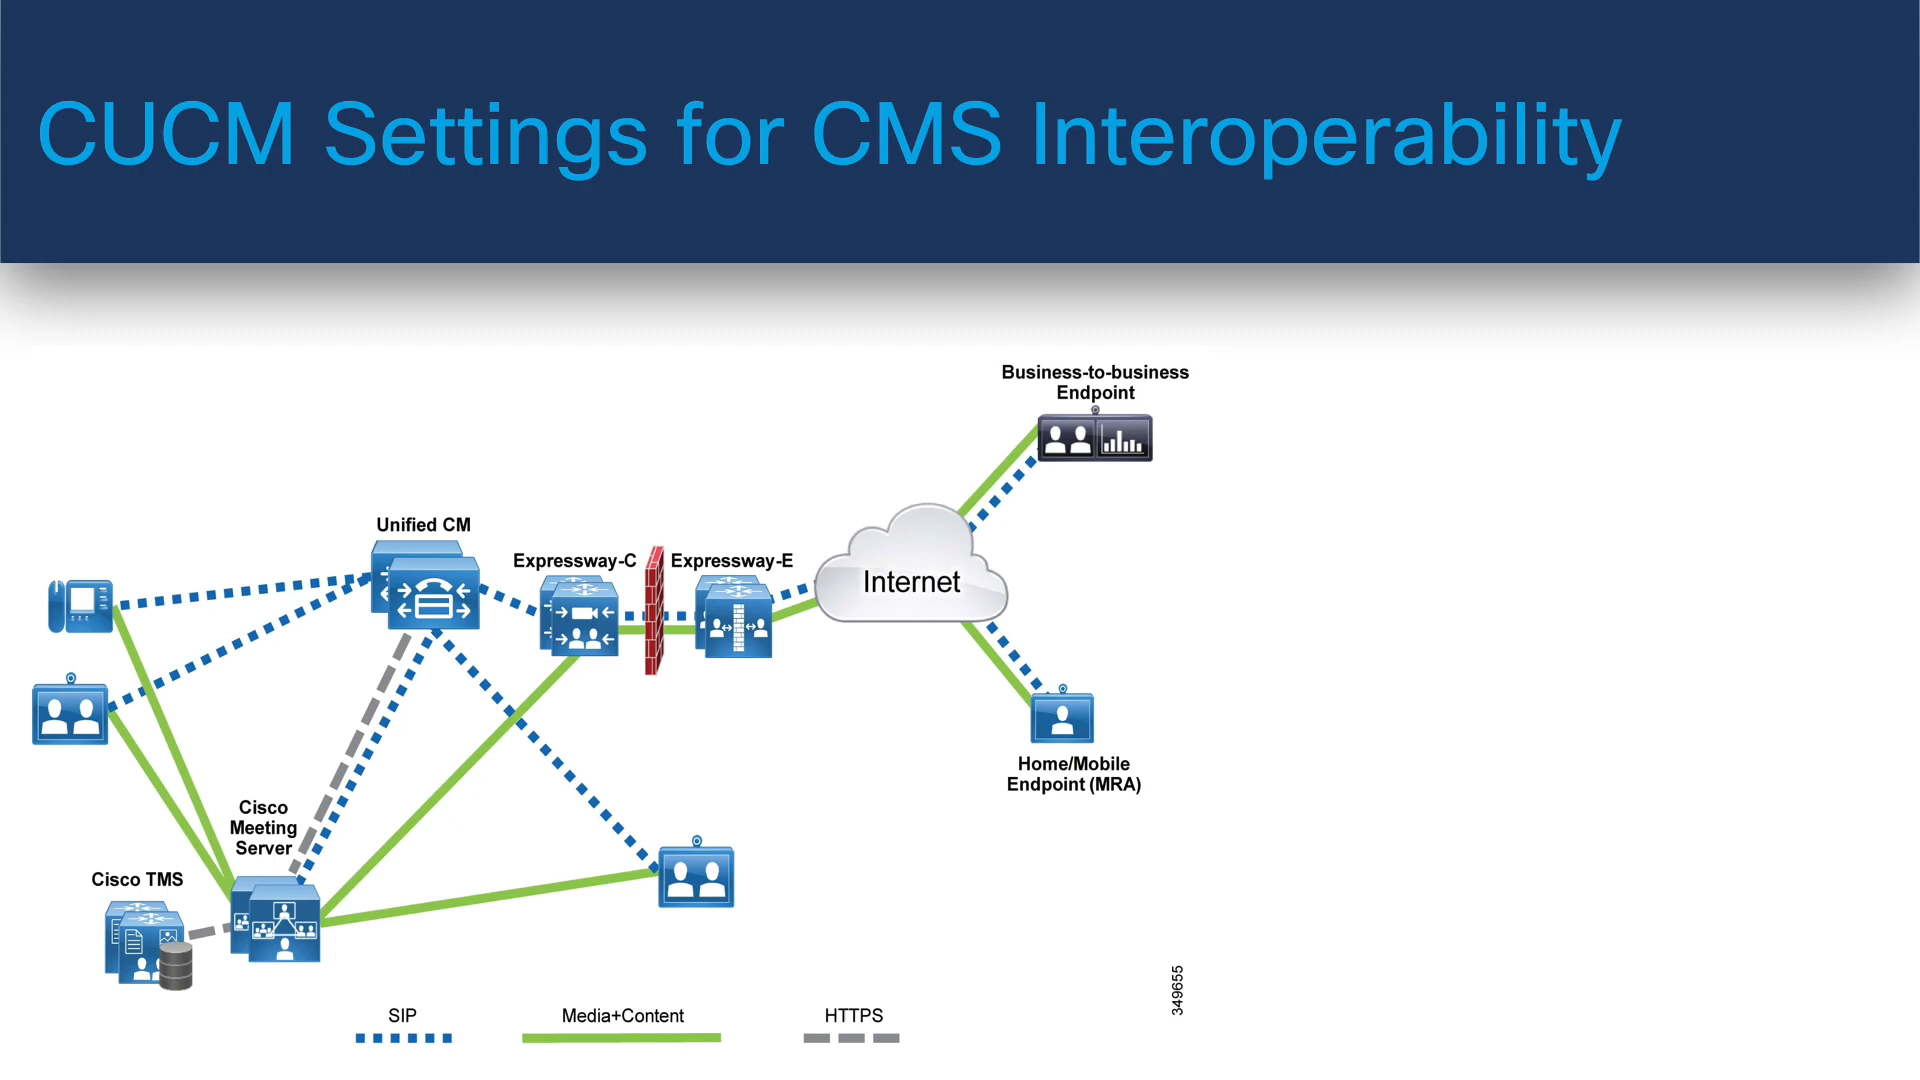 CUCM Settings for CMS Interoperability
Business-to-business
Endpoint
Unified CM
Expressway-C
Expressway-E
Internet
Home/Mobile
Endpoint (MRA)
Cisco
Meeting
Server
Cisco TMS
349655
SIP
Media+Content
HTTPS